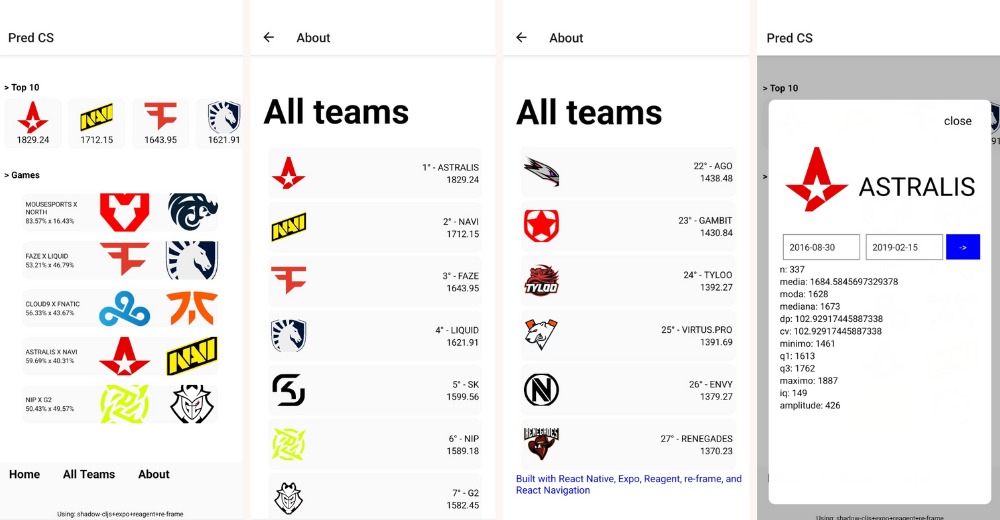 Pred CS
> Top 10
1829.24
1712.15
1643.95
1621.91
> Games
MOUSESPORTS X
NORTH
83.57% x 16.43%
FAZE X LIQUID
53.21% x 46.79%
CLOUD9 X FNATIC
56.33% x 43.67%
ASTRALIS X NAVI
59.69% x 40.31%
NIP X G2
50.43% x 49.57%
Home All Teams About
Using: shadow-cljs+expo+reagent+re-frame
About
All teams
1° - ASTRALIS
1829.24
NAVI
2° - NAVI
1712.15
3° - FAZE
1643.95
4° - LIQUID
1621.91
5° - SK
1599.56
6° - NIP
1589.18
7° - G2
1582.45
About
All teams
22° - AGO
1438.48
23° - GAMBIT
1430.84
TYLOO
24° - TYLOO
1392.27
25° - VIRTUS.PRO
1391.69
26° - ENVY
1379.27
RENEGADES
27° - RENEGADES
1370.23
Built with React Native, Expo, Reagent, re-frame, and
React Navigation
Pred CS
> Top 10
close
ASTRALIS
2016-08-30 2019-02-15 ->
n: 337
media: 1684.5845697329378
moda: 1628
mediana: 1673
dp: 102.92917445887338
cv: 102.92917445887338
minimo: 1461
q1: 1613
q3: 1762
maximo: 1887
iq: 149
amplitude: 426
Using: shadow-cljs+expo+reagent+re-frame